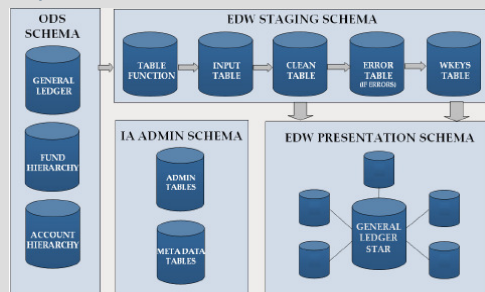 ODS
SCHEMA
GENERAL
LEDGER
FUND
HIERARCHY
ACCOUNT
HIERARCHY
EDW STAGING SCHEMA
TABLE
FUNCTION
INPUT
TABLE
CLEAN
TABLE
ERROR
TABLE
(IF ERRORS)
WKEYS
TABLE
IA ADMIN SCHEMA
ADMIN
TABLES
META DATA
TABLES
EDW PRESENTATION SCHEMA
GENERAL
LEDGER
STAR